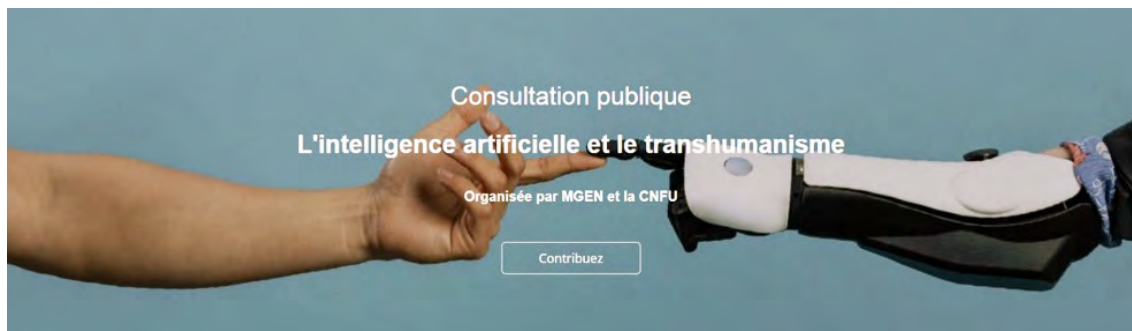 Consultation publique
L'intelligence artificielle et le transhumanisme
Organisée par MGEN et la CNFU
Contribuez